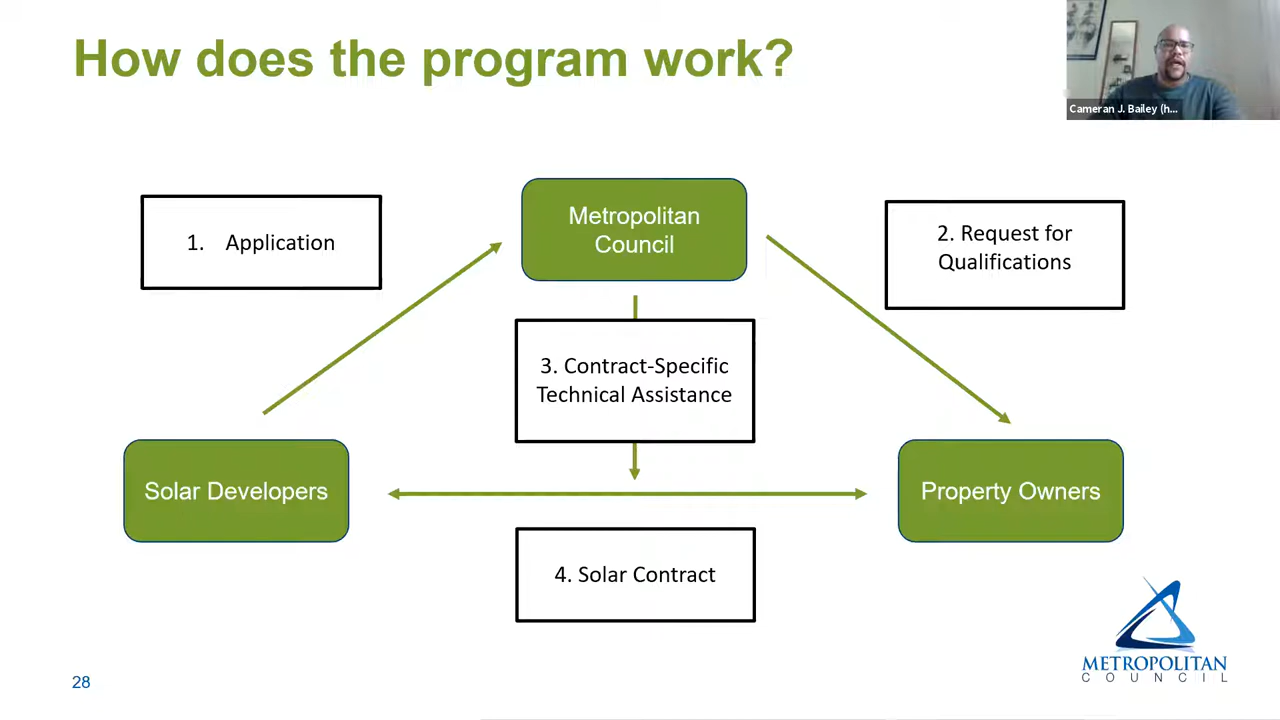 How does the program work?
Cameran J. Bailey (h...
Metropolitan
Council
1. Application
2. Request for
Qualifications
3. Contract-Specific
Technical Assistance
Solar Developers
Property Owners
4. Solar Contract
METROPOLITAN
COUNCIL
28